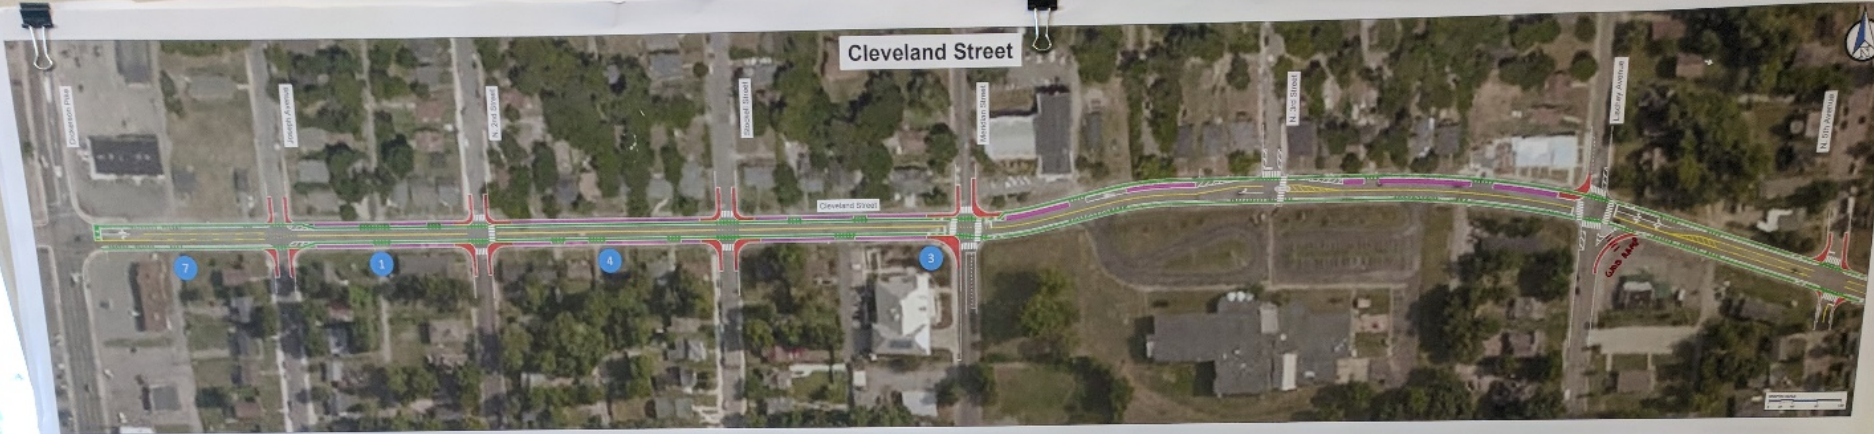 Cleveland Street
Dickerson Pike
Joseph Avenue
N. 2nd Street
Stockell Street
Meridian Street
N. 3rd Street
Lischey Avenue
N. 5th Avenue
Cleveland Street
7
1
4
3